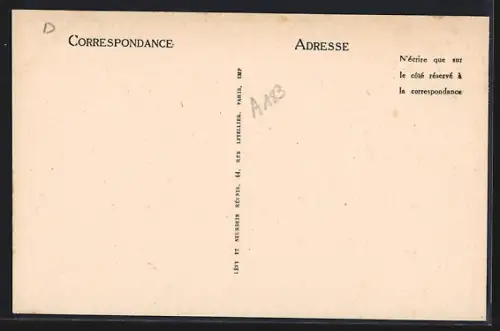 D
CORRESPONDANCE
ADRESSE
N'écrire que sur
le côté réservé à
la correspondance
A183
LÉVY ET NEURDEIN RÉUNIS, 44, RUE LETELLIER, PARIS, IMP